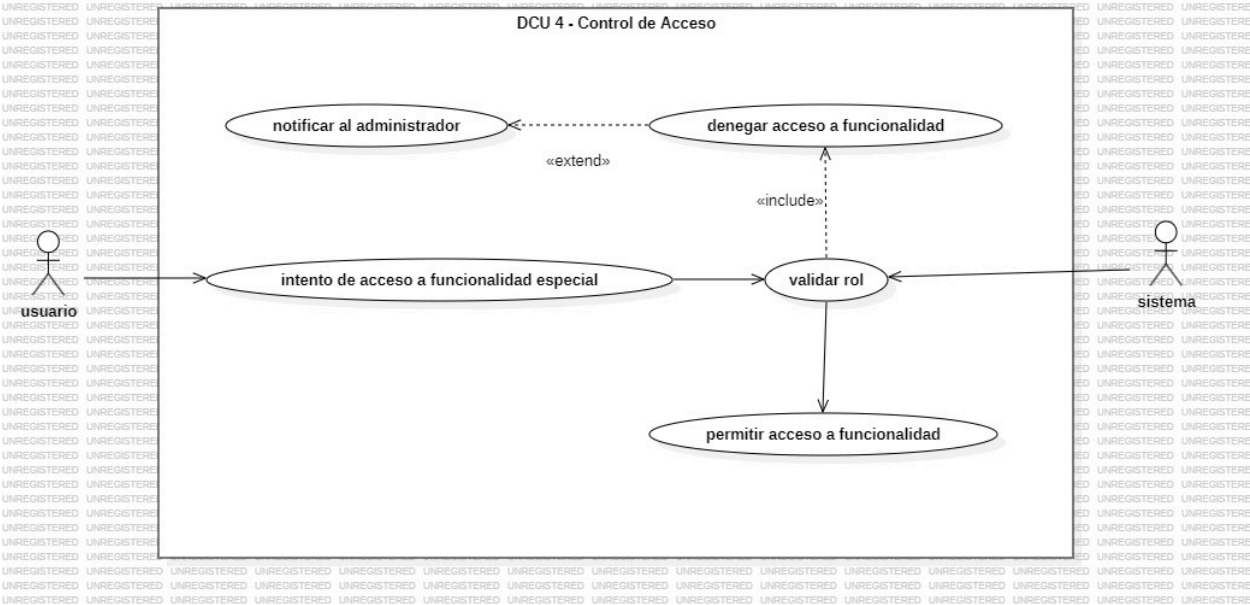 DCU 4 - Control de Acceso
notificar al administrador
denegar acceso a funcionalidad
«extend»
«include»
intento de acceso a funcionalidad especial
validar rol
usuario
sistema
permitir acceso a funcionalidad
UNREGISTERED